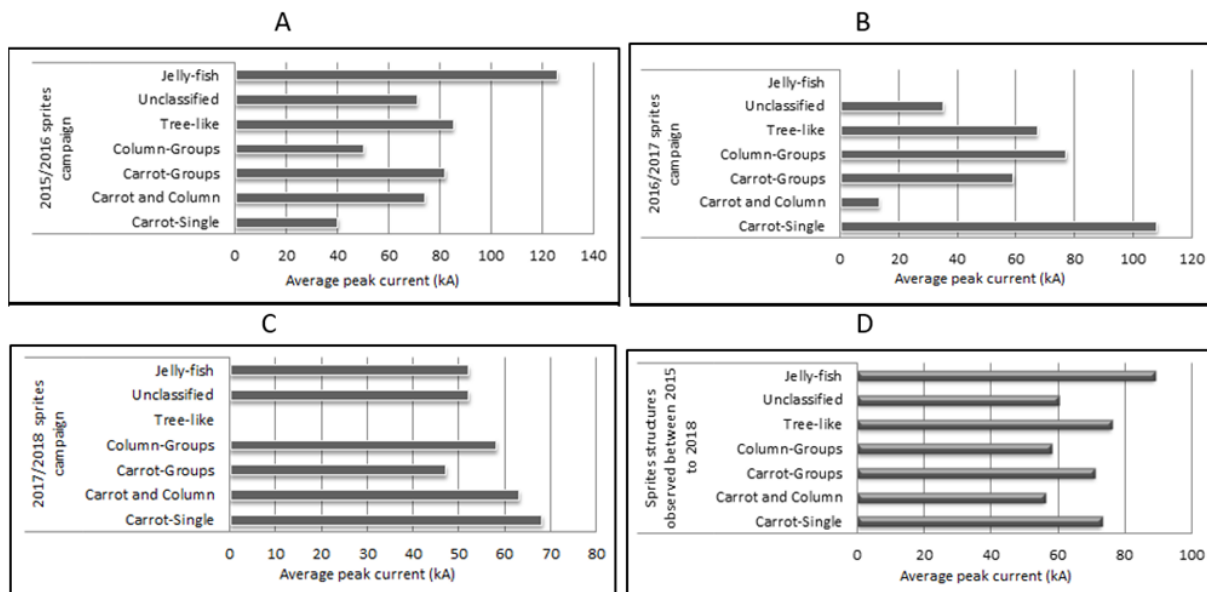 A
2015/2016 sprites
campaign
Jelly-fish
Unclassified
Tree-like
Column-Groups
Carrot-Groups
Carrot and Column
Carrot-Single
0 20 40 60 80 100 120 140
Average peak current (kA)
B
2016/2017 sprites
campaign
Jelly-fish
Unclassified
Tree-like
Column-Groups
Carrot-Groups
Carrot and Column
Carrot-Single
0 20 40 60 80 100 120
Average peak current (kA)
C
2017/2018 sprites
campaign
Jelly-fish
Unclassified
Tree-like
Column-Groups
Carrot-Groups
Carrot and Column
Carrot-Single
0 10 20 30 40 50 60 70 80
Average peak current (kA)
D
Sprites structures
observed between 2015
to 2018
Jelly-fish
Unclassified
Tree-like
Column-Groups
Carrot-Groups
Carrot and Column
Carrot-Single
0 20 40 60 80 100
Average peak current (kA)